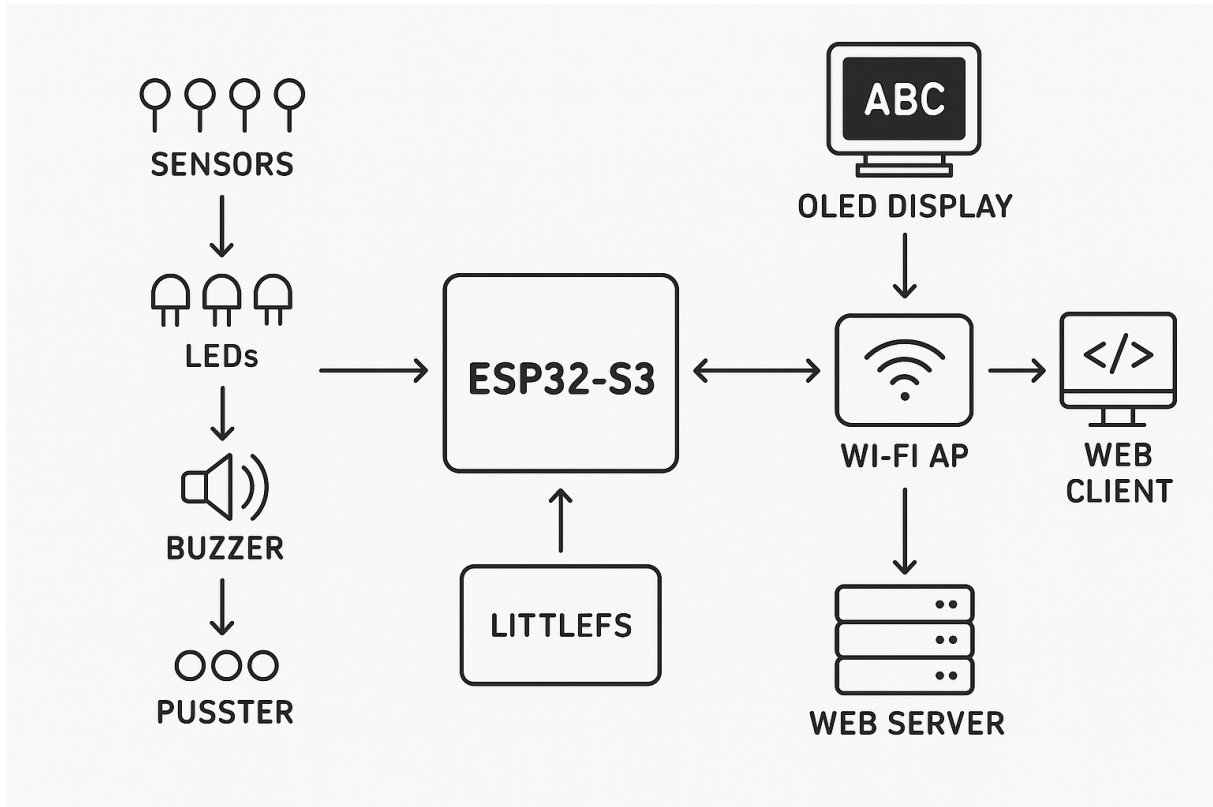 SENSORS
LEDs
BUZZER
PUSSTER
ESP32-S3
LITTLEFS
ABC
OLED DISPLAY
WI-FI AP
</>
WEB
CLIENT
WEB SERVER